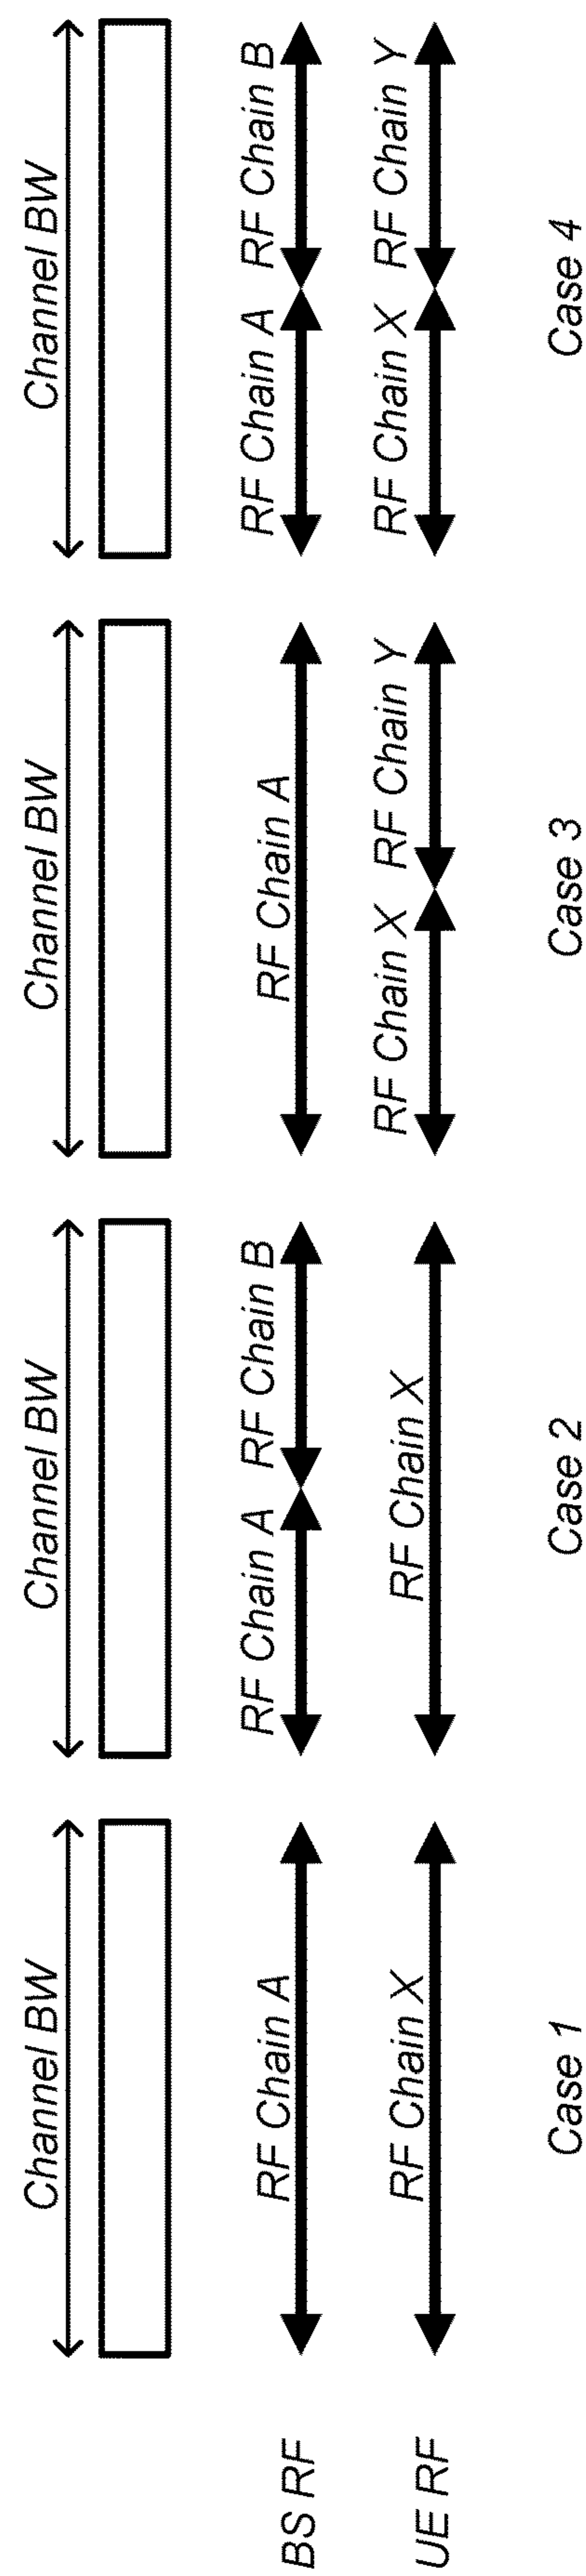 Channel BW
Channel BW
Channel BW
Channel BW
BS RF
RF Chain A
RF Chain A
RF Chain B
RF Chain A
RF Chain A
RF Chain B
UE RF
RF Chain X
RF Chain X
RF Chain X
RF Chain Y
RF Chain X
RF Chain Y
Case 1
Case 2
Case 3
Case 4